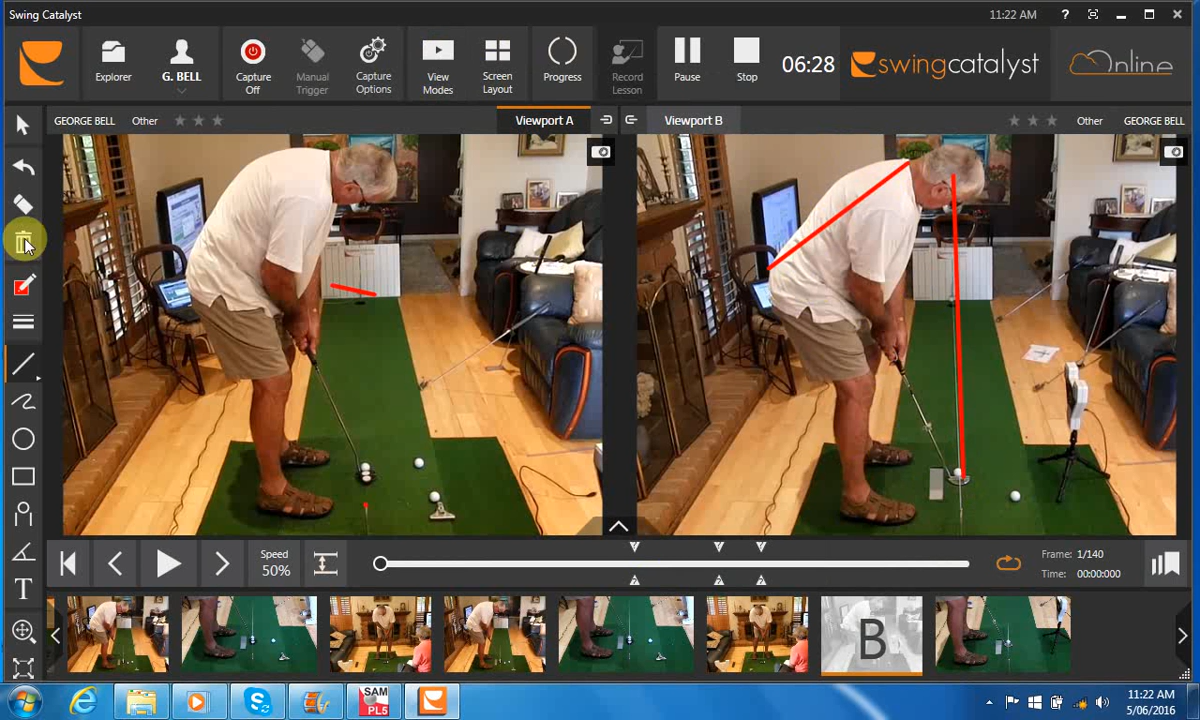 Swing Catalyst
11:22 AM
?
Explorer
G. BELL
Capture
Off
Manual
Trigger
Capture
Options
View
Modes
Screen
Layout
Progress
Record
Lesson
Pause
Stop
06:28
swingcatalyst
Online
GEORGE BELL
Other
Viewport A
Viewport B
Other
GEORGE BELL
T
Speed
50%
Frame: 1/140
Time: 00:00:000
B
SAM
PL5
11:22 AM
5/06/2016